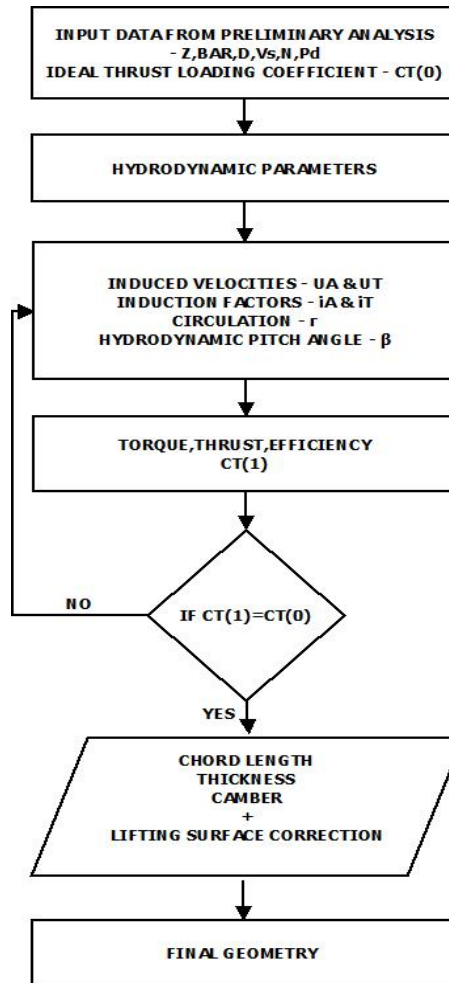 INPUT DATA FROM PRELIMINARY ANALYSIS
- Z,BAR,D,Vs,N,Pd
IDEAL THRUST LOADING COEFFICIENT - CT(0)
HYDRODYNAMIC PARAMETERS
INDUCED VELOCITIES - UA & UT
INDUCTION FACTORS - iA & iT
CIRCULATION - r
HYDRODYNAMIC PITCH ANGLE - β
TORQUE,THRUST,EFFICIENCY
CT(1)
IF CT(1)=CT(0)
NO
YES
CHORD LENGTH
THICKNESS
CAMBER
+
LIFTING SURFACE CORRECTION
FINAL GEOMETRY